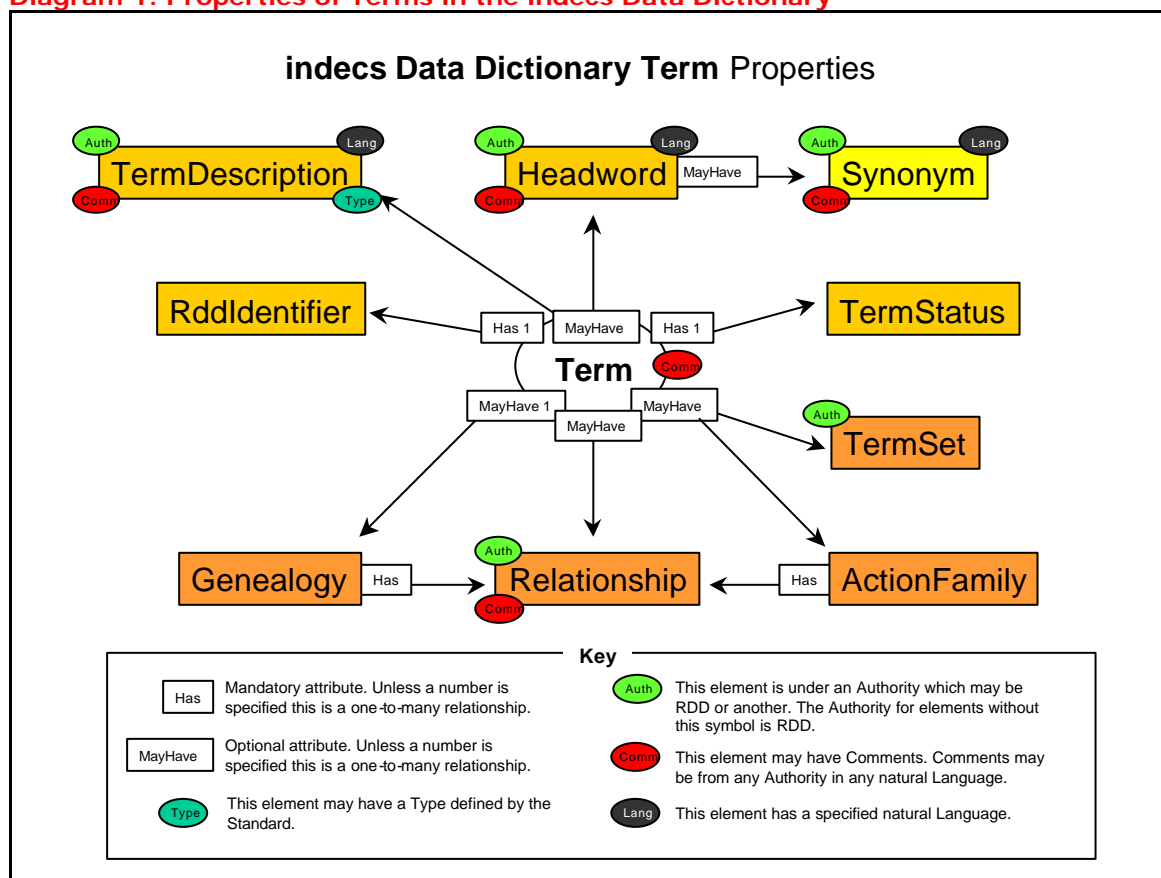 Diagram 1: Properties of Terms in the indecs Data Dictionary
indecs Data Dictionary Term Properties
Auth
Lang
TermDescription
Comm
Type
Auth
Lang
Headword
MayHave
Comm
Auth
Lang
Synonym
Comm
RddIdentifier
Has 1
MayHave
Has 1
TermStatus
Term
Comm
MayHave 1
MayHave
MayHave
Auth
TermSet
Genealogy
Has
Auth
Relationship
Comm
Has
ActionFamily
Key
Has
Mandatory attribute. Unless a number is
specified this is a one-to-many relationship.
MayHave
Optional attribute. Unless a number is
specified this is a one-to-many relationship.
Type
This element may have a Type defined by the
Standard.
Auth
This element is under an Authority which may be
RDD or another. The Authority for elements without
this symbol is RDD.
Comm
This element may have Comments. Comments may
be from any Authority in any natural Language.
Lang
This element has a specified natural Language.